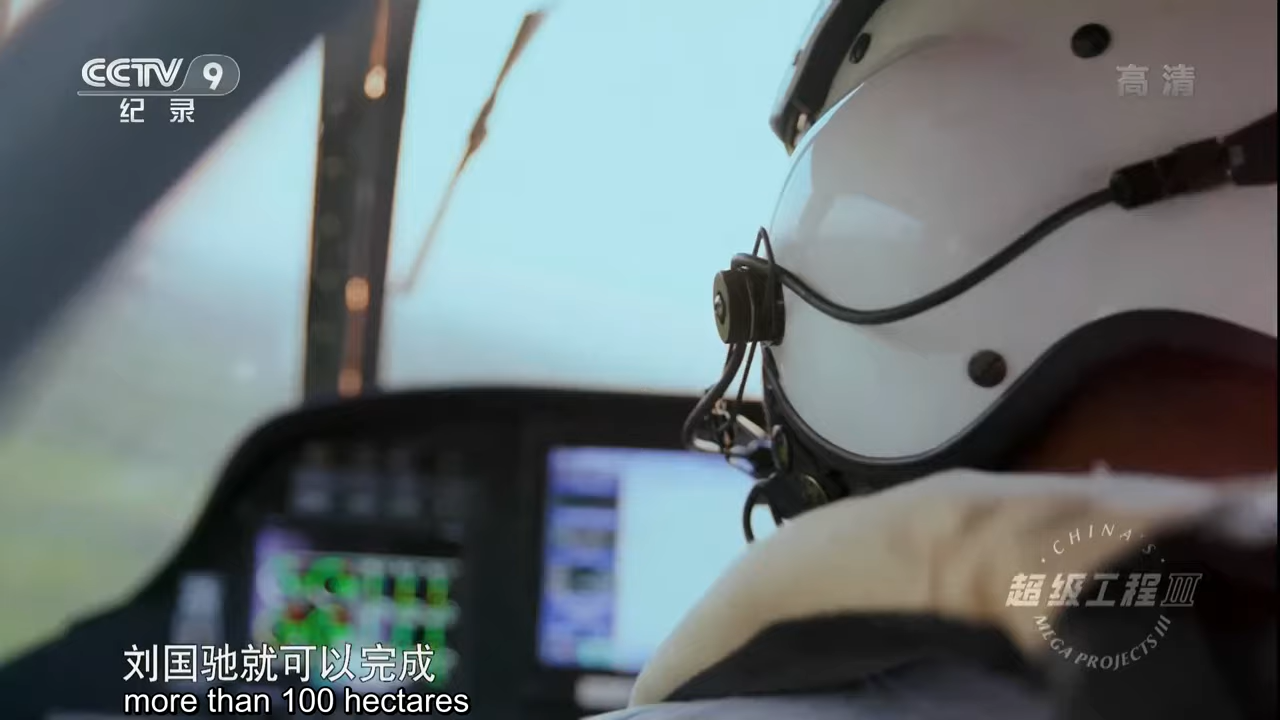 CCTV 9
纪录
高清
CHINA'S
超级工程III
MEGA PROJECTS III
刘国驰就可以完成
more than 100 hectares